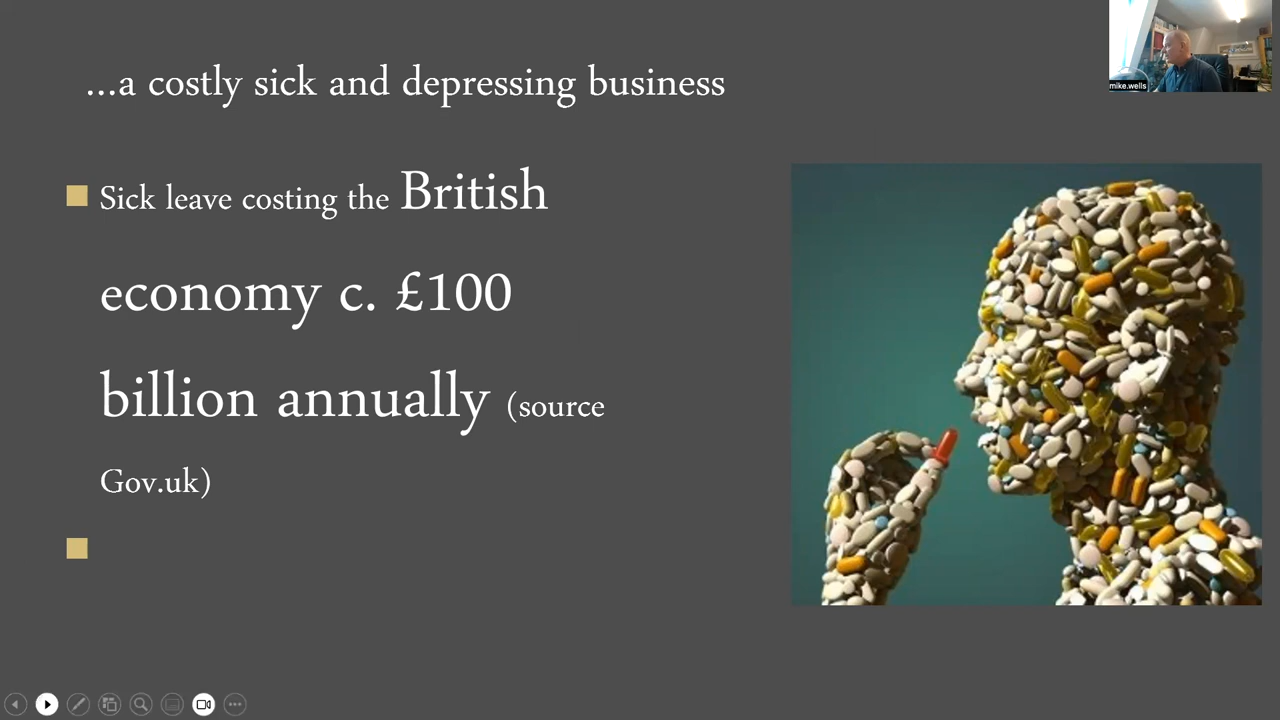 ...a costly sick and depressing business
Sick leave costing the British
economy c. £100
billion annually (source
Gov.uk)
mike.wells